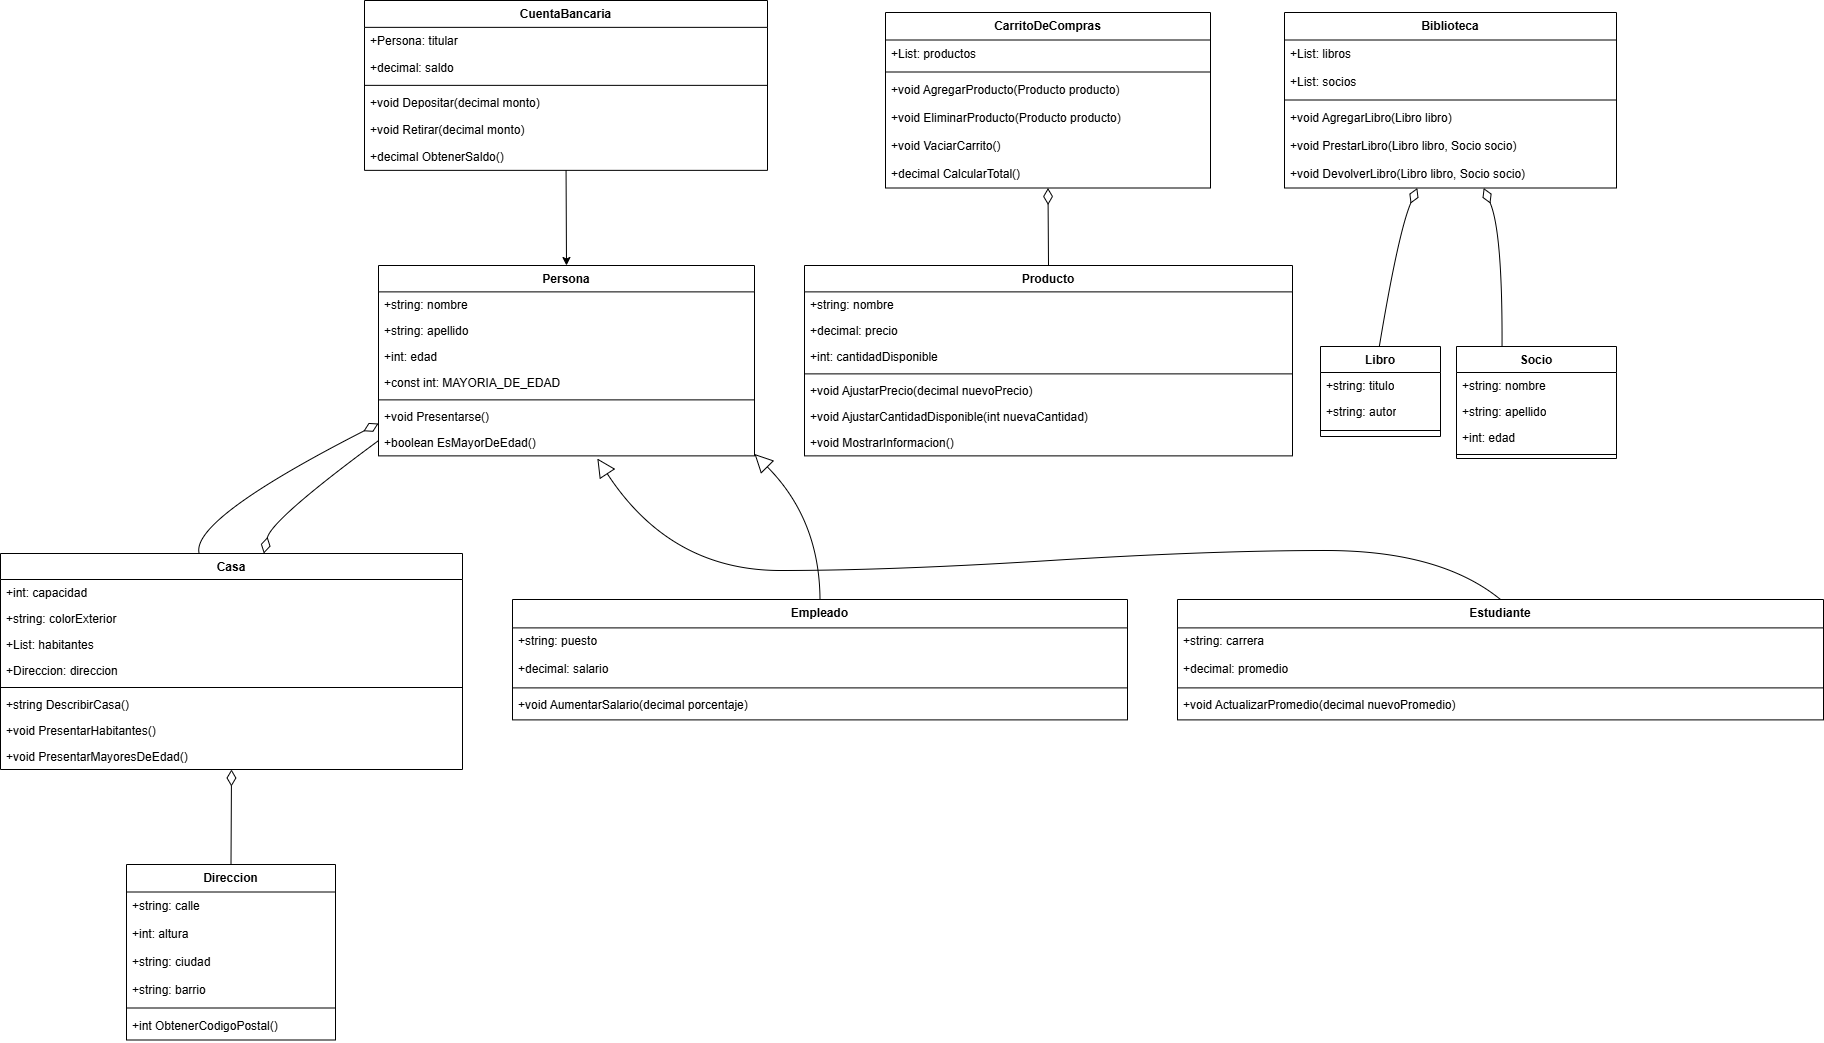 CuentaBancaria
+Persona: titular
+decimal: saldo
+void Depositar(decimal monto)
+void Retirar(decimal monto)
+decimal ObtenerSaldo()
CarritoDeCompras
+List: productos
+void AgregarProducto(Producto producto)
+void EliminarProducto(Producto producto)
+void VaciarCarrito()
+decimal CalcularTotal()
Biblioteca
+List: libros
+List: socios
+void AgregarLibro(Libro libro)
+void PrestarLibro(Libro libro, Socio socio)
+void DevolverLibro(Libro libro, Socio socio)
Persona
+string: nombre
+string: apellido
+int: edad
+const int: MAYORIA_DE_EDAD
+void Presentarse()
+boolean EsMayorDeEdad()
Producto
+string: nombre
+decimal: precio
+int: cantidadDisponible
+void AjustarPrecio(decimal nuevoPrecio)
+void AjustarCantidadDisponible(int nuevaCantidad)
+void MostrarInformacion()
Libro
+string: titulo
+string: autor
Socio
+string: nombre
+string: apellido
+int: edad
Casa
+int: capacidad
+string: colorExterior
+List: habitantes
+Direccion: direccion
+string DescribirCasa()
+void PresentarHabitantes()
+void PresentarMayoresDeEdad()
Empleado
+string: puesto
+decimal: salario
+void AumentarSalario(decimal porcentaje)
Estudiante
+string: carrera
+decimal: promedio
+void ActualizarPromedio(decimal nuevoPromedio)
Direccion
+string: calle
+int: altura
+string: ciudad
+string: barrio
+int ObtenerCodigoPostal()